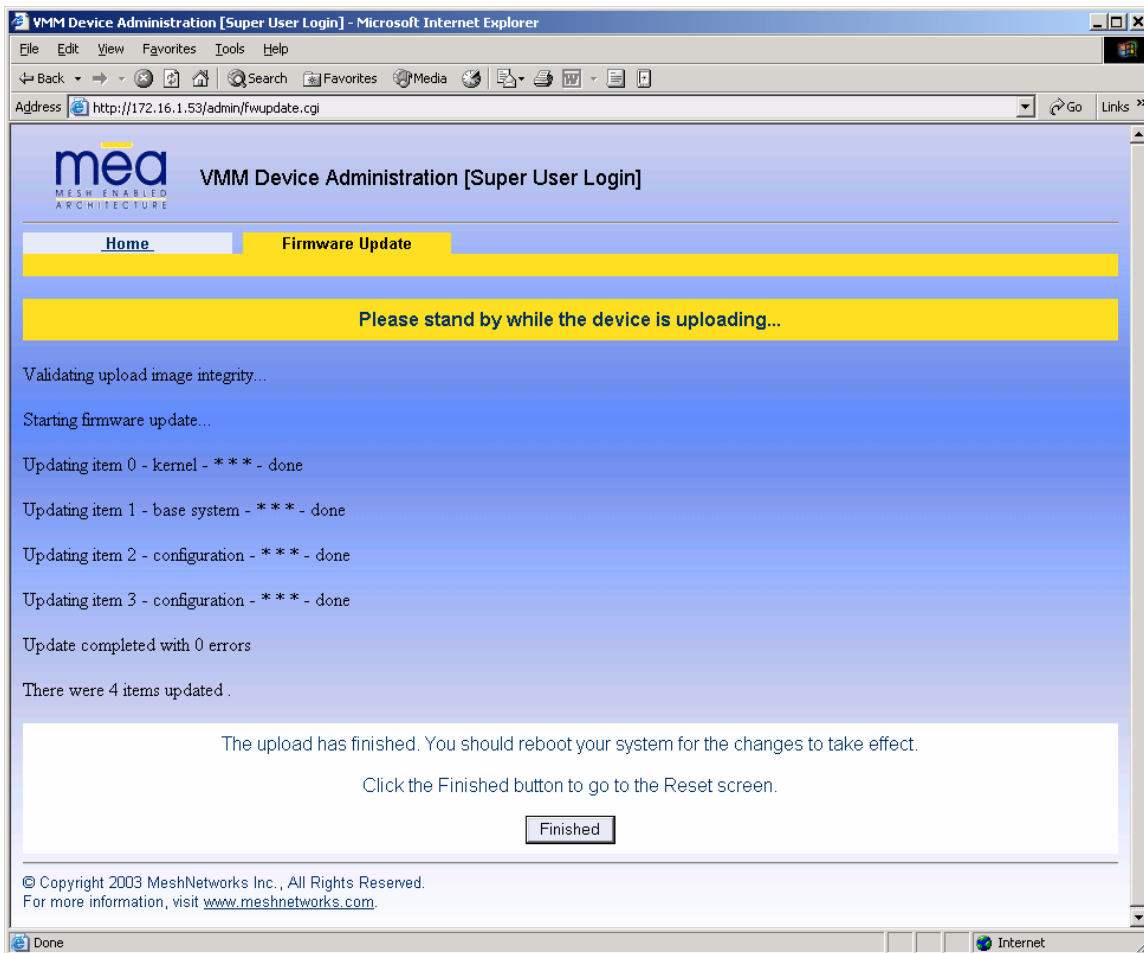 VMM Device Administration [Super User Login] - Microsoft Internet Explorer
File Edit View Favorites Tools Help
Back Search Favorites Media
Address http://172.16.1.53/admin/fwupdate.cgi Go Links »
mea
MESH ENABLED
ARCHITECTURE
VMM Device Administration [Super User Login]
Home Firmware Update
Please stand by while the device is uploading...
Validating upload image integrity...
Starting firmware update...
Updating item 0 - kernel - * * * - done
Updating item 1 - base system - * * * - done
Updating item 2 - configuration - * * * - done
Updating item 3 - configuration - * * * - done
Update completed with 0 errors
There were 4 items updated .
The upload has finished. You should reboot your system for the changes to take effect.
Click the Finished button to go to the Reset screen.
Finished
© Copyright 2003 MeshNetworks Inc., All Rights Reserved.
For more information, visit www.meshnetworks.com.
Done Internet